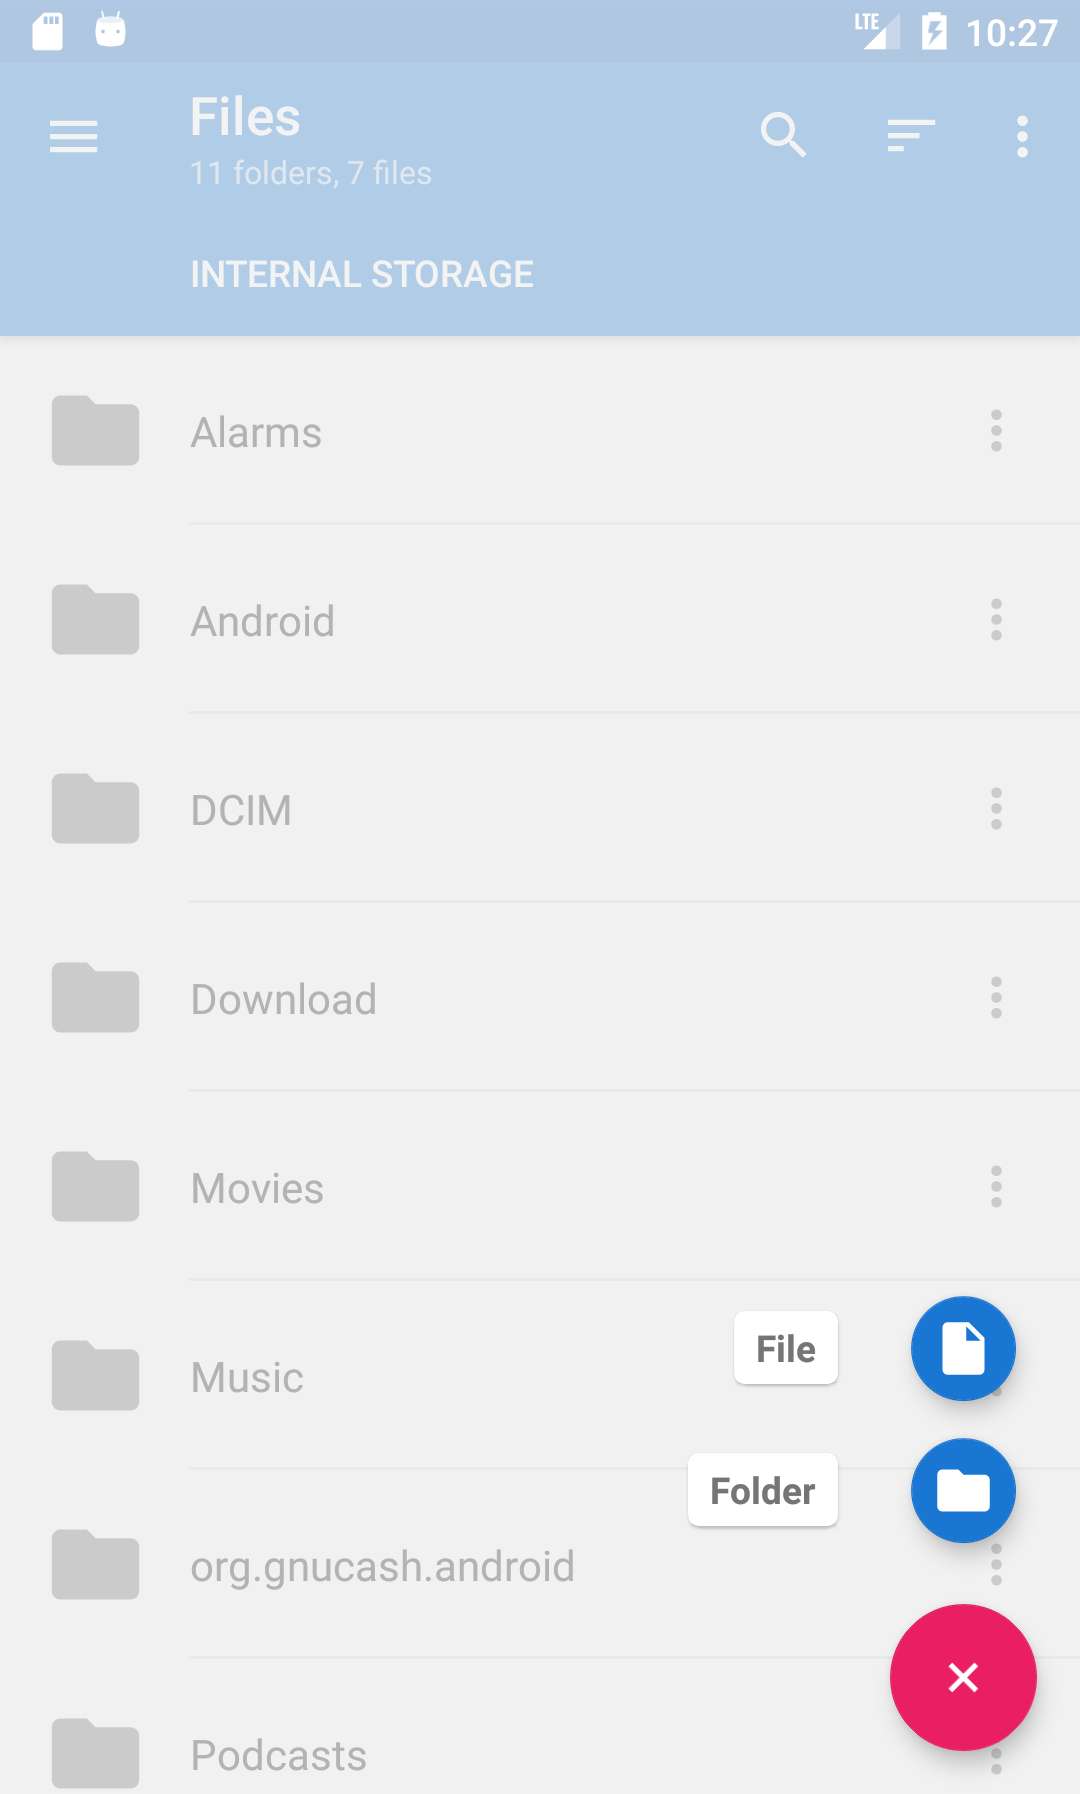 LTE 10:27
Files
11 folders, 7 files
INTERNAL STORAGE
Alarms
Android
DCIM
Download
Movies
File
Music
Folder
org.gnucash.android
Podcasts